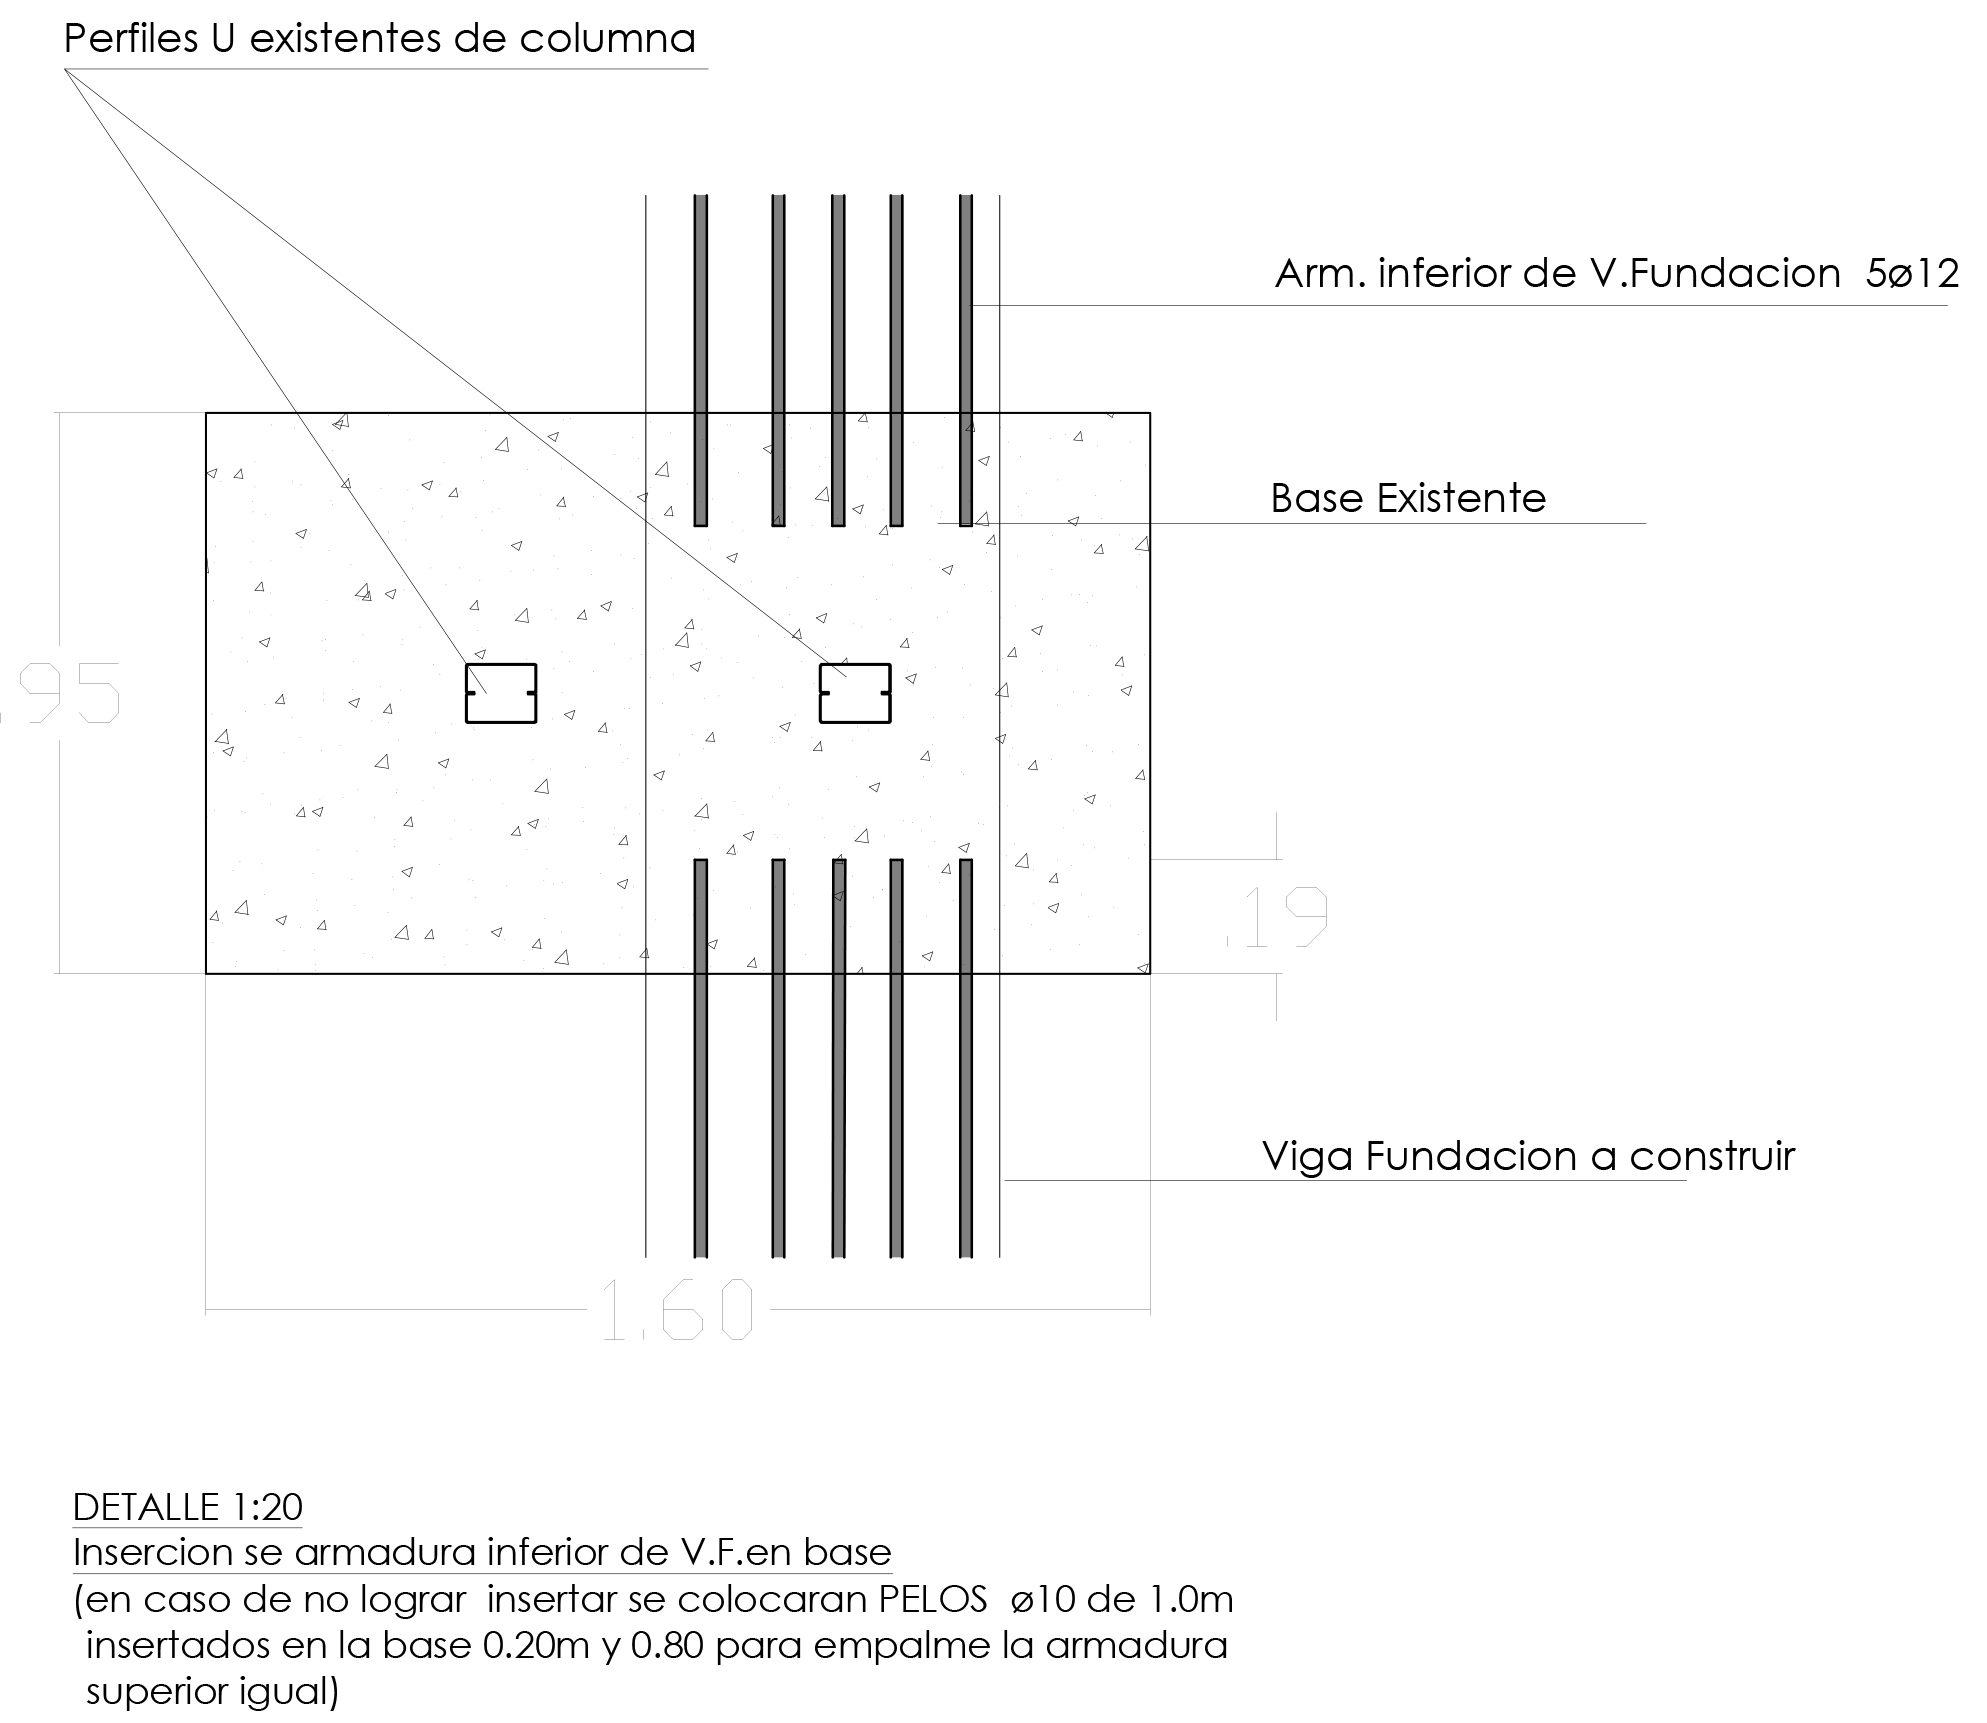 Perfiles U existentes de columna
Arm. inferior de V.Fundacion  5ø12
Base Existente
.95
.19
Viga Fundacion a construir
1.60
DETALLE 1:20
Insercion se armadura inferior de V.F.en base
(en caso de no lograr  insertar se colocaran PELOS  ø10 de 1.0m
insertados en la base 0.20m y 0.80 para empalme la armadura
superior igual)